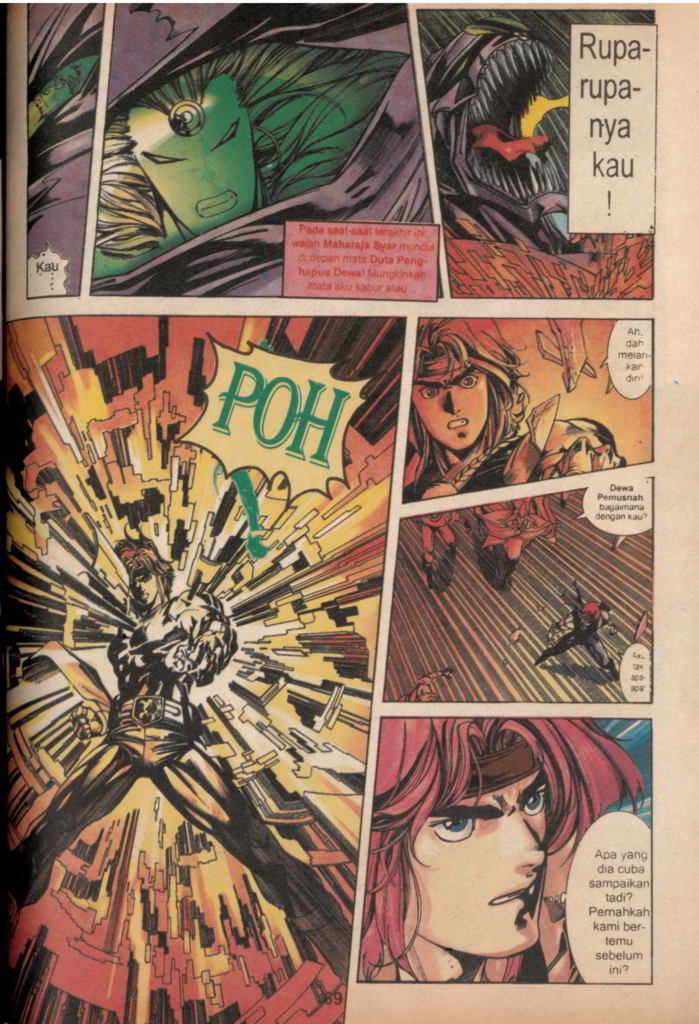 Kau
Pada saat-saat terakhir ini,
wajah Maharaja Syar muncul
di depan mata Duta Peng-
hapus Dewa! Mungkinkah
mata aku kabur atau ...
Rupa-
rupa-
nya
kau
!
POH
!
Ah,
dah
melari-
kan
diri!
Dewa
Pemusnah
bagaimana
dengan kau?
Aku
tak
apa-
apa!
Apa yang
dia cuba
sampaikan
tadi?
Pernahkah
kami ber-
temu
sebelum
ini?
69